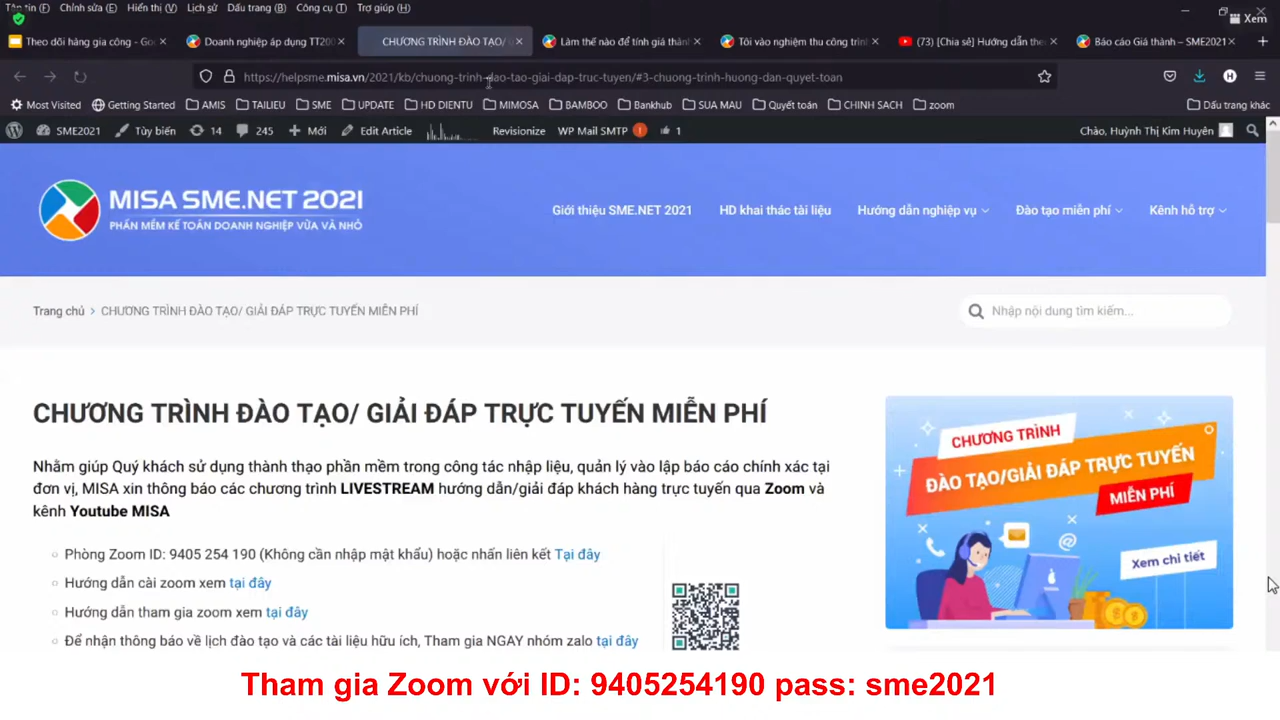 Tên tin (F) Chỉnh sửa (E) Hiển thị (V) Lịch sử Dấu trang (B) Công cụ (T) Trợ giúp (H)
Xem
Theo dõi hàng gia công - Go
Doanh nghiệp áp dụng TT200
CHƯƠNG TRÌNH ĐÀO TẠO/
Làm thế nào để tính giá thành
Tôi vào nghiệm thu công trình
(73) [Chia sẻ] Hướng dẫn the
Báo cáo Giá thành – SME2021
https://helpsme.misa.vn/2021/kb/chuong-trinh-dao-tao-giai-dap-truc-tuyen/#3-chuong-trinh-huong-dan-quyet-toan
H
Most Visited Getting Started AMIS TAILIEU SME UPDATE HD DIENTU MIMOSA BAMBOO Bankhub SUA MAU Quyết toán CHINH SACH zoom Dấu trang khác
SME2021 Tùy biến 14 245 Mới Edit Article Revisionize WP Mail SMTP ! 1 Chào, Huỳnh Thị Kim Huyên
MISA SME.NET 2021
PHẦN MỀM KẾ TOÁN DOANH NGHIỆP VỪA VÀ NHỎ
Giới thiệu SME.NET 2021 HD khai thác tài liệu Hướng dẫn nghiệp vụ Đào tạo miễn phí Kênh hỗ trợ
Trang chủ > CHƯƠNG TRÌNH ĐÀO TẠO/ GIẢI ĐÁP TRỰC TUYẾN MIỄN PHÍ
Nhập nội dung tìm kiếm...
CHƯƠNG TRÌNH ĐÀO TẠO/ GIẢI ĐÁP TRỰC TUYẾN MIỄN PHÍ
Nhằm giúp Quý khách sử dụng thành thạo phần mềm trong công tác nhập liệu, quản lý vào lập báo cáo chính xác tại
đơn vị, MISA xin thông báo các chương trình LIVESTREAM hướng dẫn/giải đáp khách hàng trực tuyến qua Zoom và
kênh Youtube MISA
Phòng Zoom ID: 9405 254 190 (Không cần nhập mật khẩu) hoặc nhấn liên kết Tại đây
Hướng dẫn cài zoom xem tại đây
Hướng dẫn tham gia zoom xem tại đây
Để nhận thông báo về lịch đào tạo và các tài liệu hữu ích, Tham gia NGAY nhóm zalo tại đây
CHƯƠNG TRÌNH
ĐÀO TẠO/GIẢI ĐÁP TRỰC TUYẾN
MIỄN PHÍ
Xem chi tiết
Tham gia Zoom với ID: 9405254190 pass: sme2021